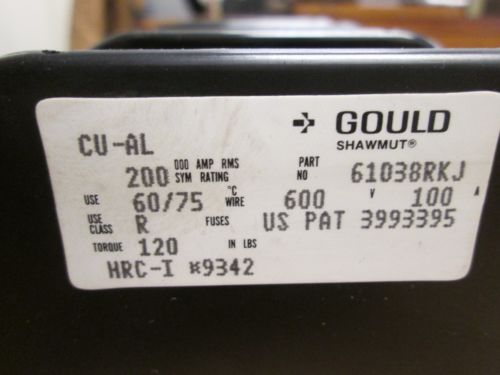 GOULD
SHAWMUT®
CU-AL
200 000 AMP RMS SYM RATING
PART NO 61038RKJ
USE 60/75 °C WIRE 600 V 100 A
USE CLASS R FUSES US PAT 3993395
TORQUE 120 IN LBS
HRC-I #9342